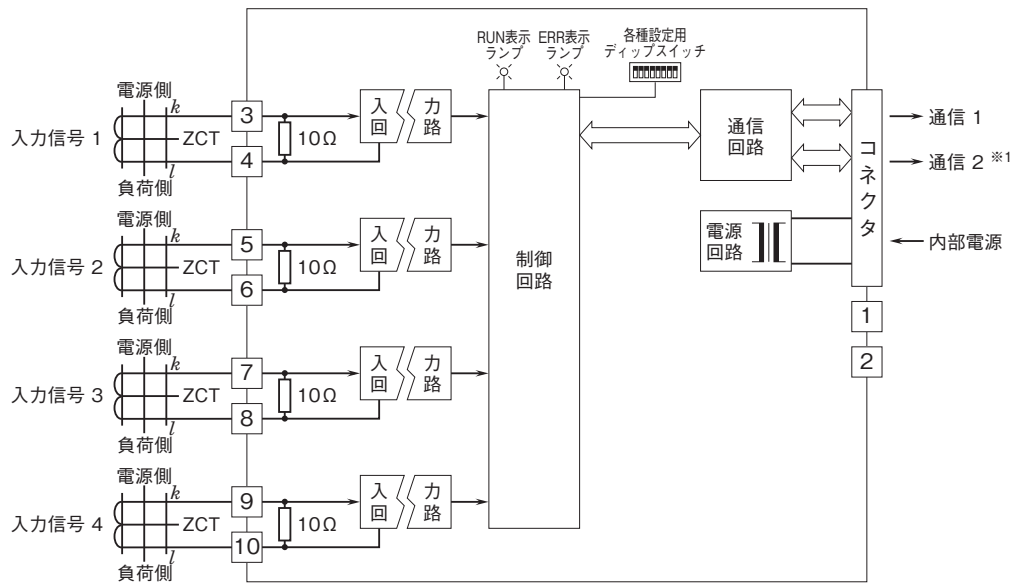 RUN表示
ランプ
ERR表示
ランプ
各種設定用
ディップスイッチ
電源側
k
入力信号 1
ZCT
l
負荷側
3
4
10Ω
入力
回路
電源側
k
入力信号 2
ZCT
l
負荷側
5
6
10Ω
入力
回路
電源側
k
入力信号 3
ZCT
l
負荷側
7
8
10Ω
入力
回路
電源側
k
入力信号 4
ZCT
l
負荷側
9
10
10Ω
入力
回路
制御
回路
通信
回路
電源
回路
コネクタ
通信 1
通信 2 ※1
内部電源
1
2